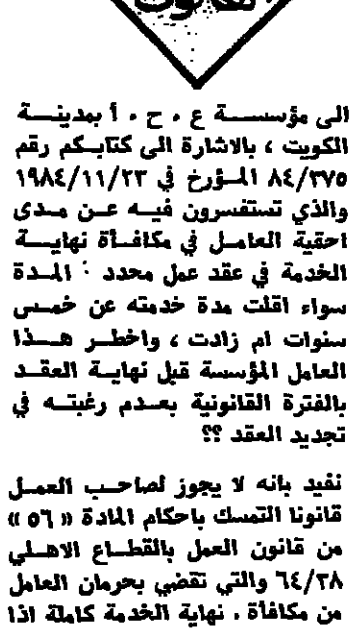 قانون
الى مؤسسة ع . ح . أ بمدينة
الكويت ، بالاشارة الى كتابكم رقم
٨٤/٣٧٥ المؤرخ في ١٩٨٤/١١/٢٣
والذي تستفسرون فيه عن مدى
احقية العامل في مكافأة نهاية
الخدمة في عقد عمل محدد المدة
سواء اقلت مدة خدمته عن خمس
سنوات ام زادت ، واخطر هذا
العامل المؤسسة قبل نهاية العقد
بالفترة القانونية بعدم رغبته في
تجديد العقد ؟؟
نفيد بانه لا يجوز لصاحب العمل
قانونا التمسك باحكام المادة « ٥٦ »
من قانون العمل بالقطاع الاهلي
٦٤/٣٨ والتي تقضي بحرمان العامل
من مكافأة . نهاية الخدمة كاملة اذا